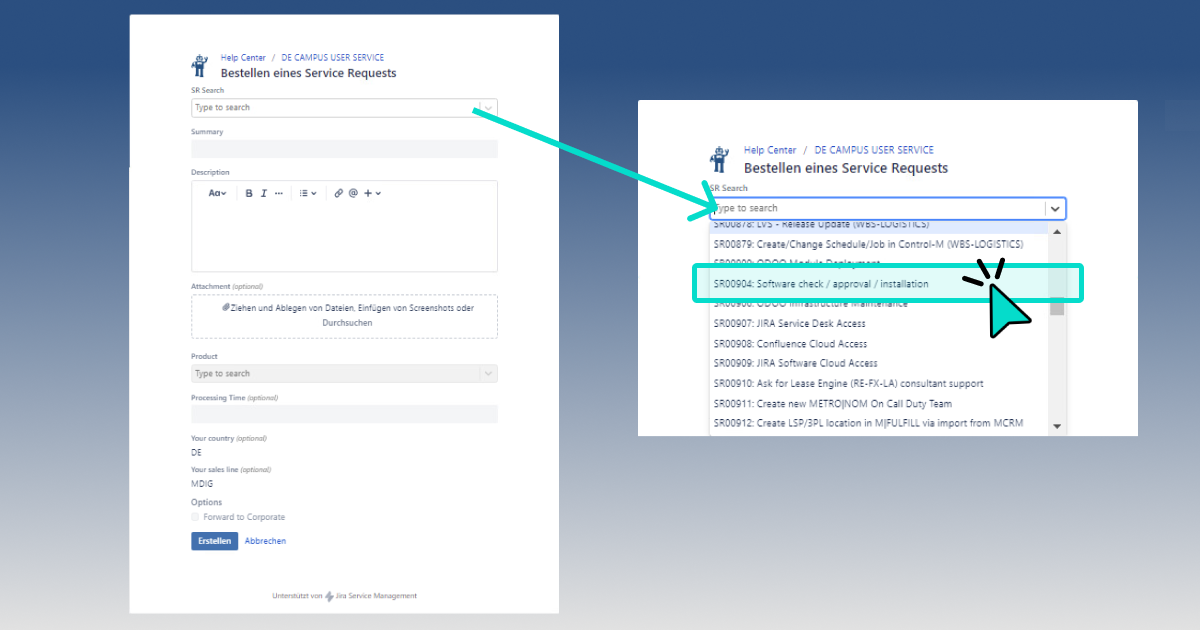 Help Center / DE CAMPUS USER SERVICE
Bestellen eines Service Requests
SR Search
Type to search
Summary
Description
Aa B I ...
Attachment (optional)
Ziehen und Ablegen von Dateien, Einfügen von Screenshots oder
Durchsuchen
Product
Type to search
Processing Time (optional)
Your country (optional)
DE
Your sales line (optional)
MDIG
Options
Forward to Corporate
Erstellen Abbrechen
Unterstützt von Jira Service Management
Help Center / DE CAMPUS USER SERVICE
Bestellen eines Service Requests
SR Search
Type to search
SR00878: LVS - Release Update (WBS-LOGISTICS)
SR00879: Create/Change Schedule/Job in Control-M (WBS-LOGISTICS)
ODOO Module Deployment
SR00904: Software check / approval / installation
SR00906: ODOO Infrastructure Maintenance
SR00907: JIRA Service Desk Access
SR00908: Confluence Cloud Access
SR00909: JIRA Software Cloud Access
SR00910: Ask for Lease Engine (RE-FX-LA) consultant support
SR00911: Create new METRO|NOM On Call Duty Team
SR00912: Create LSP/3PL location in M|FULFILL via import from MCRM